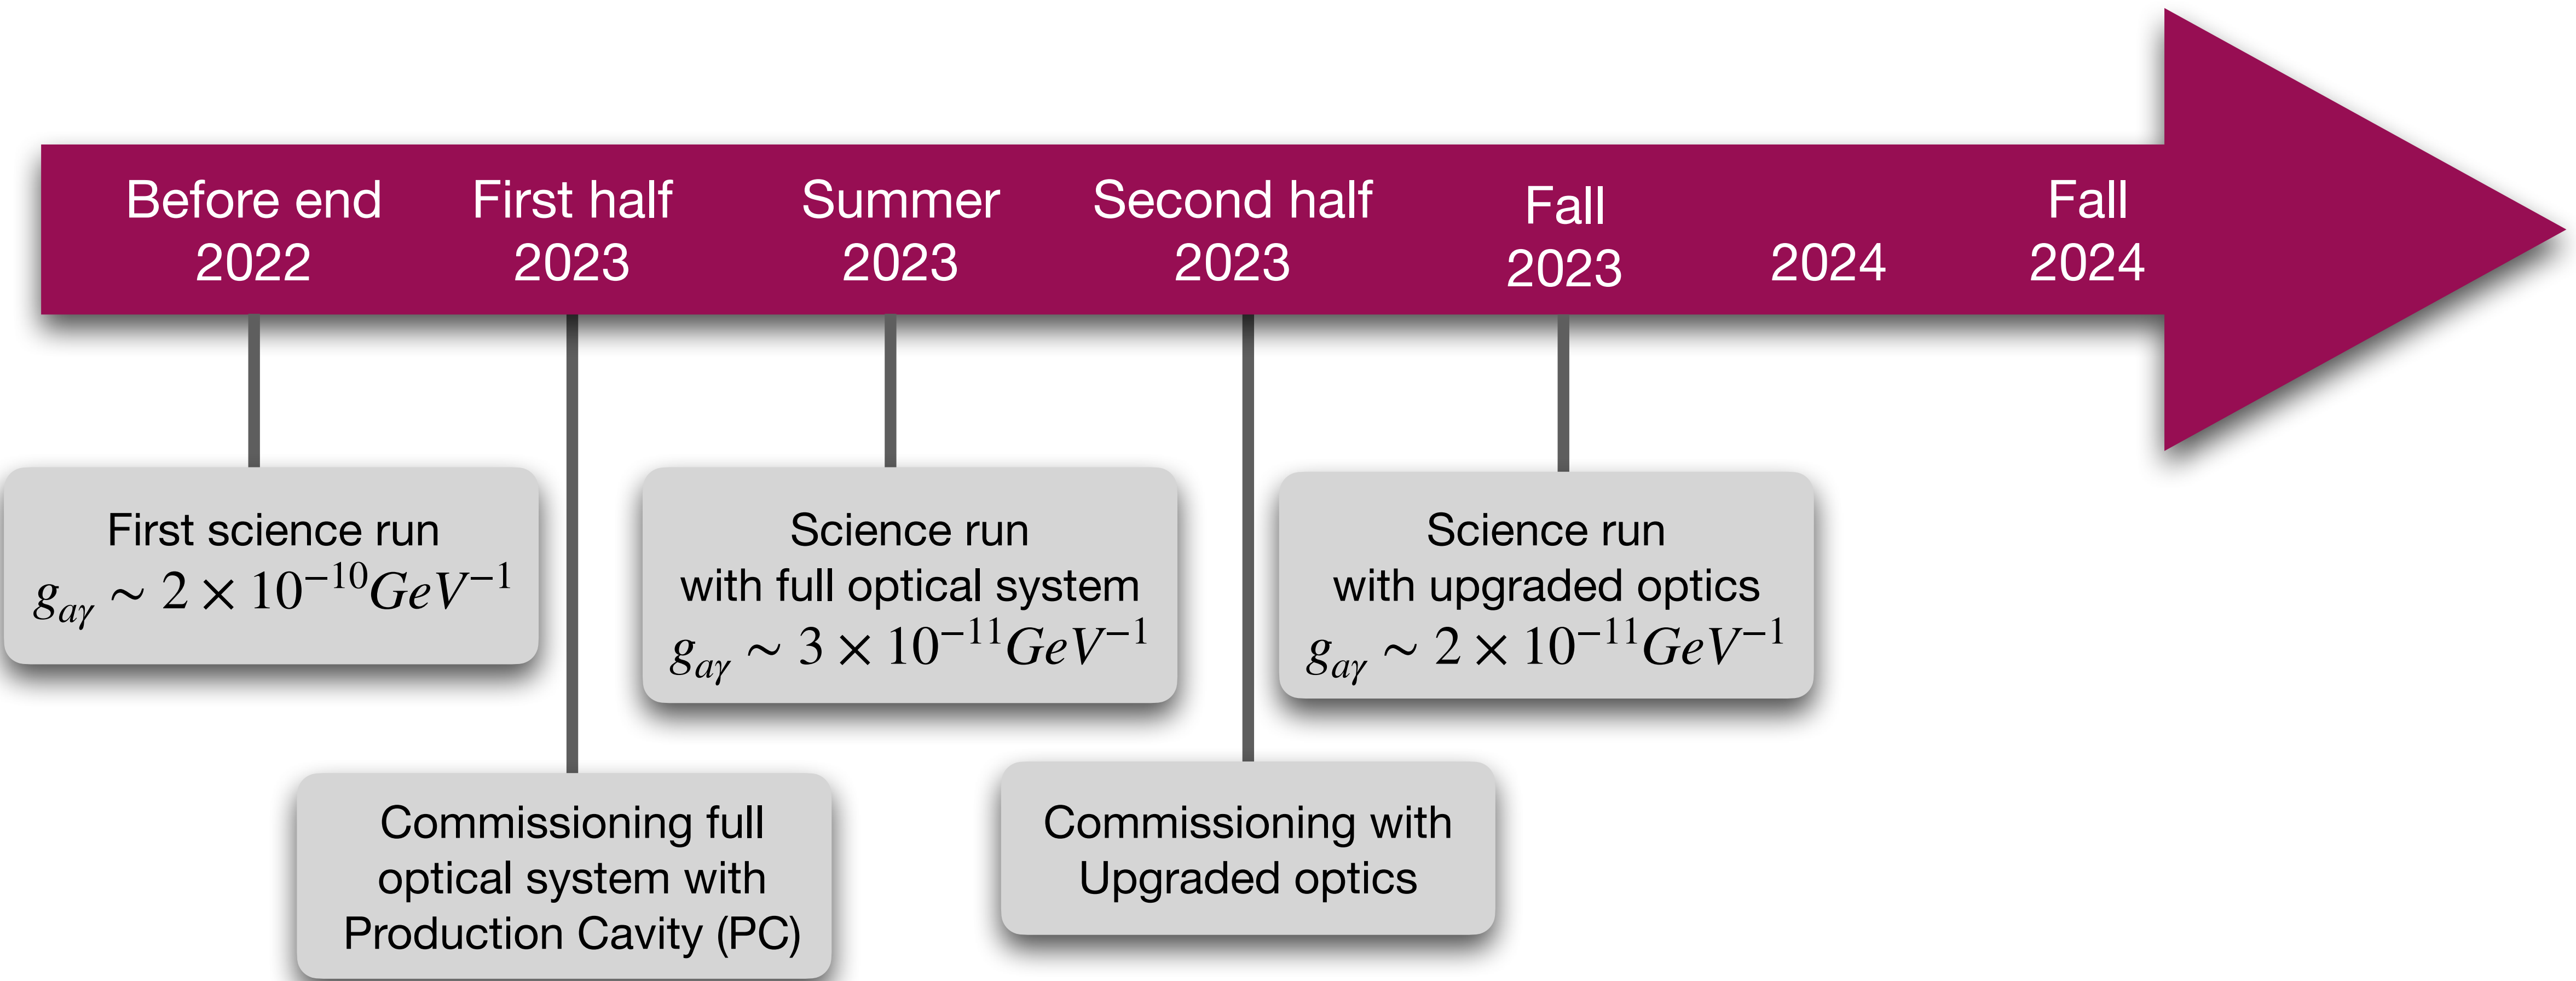 Before end
2022
First half
2023
Summer
2023
Second half
2023
Fall
2023
2024
Fall
2024
First science run
g_{aγ} ∼ 2 × 10^{−10}GeV^{−1}
Science run
with full optical system
g_{aγ} ∼ 3 × 10^{−11}GeV^{−1}
Science run
with upgraded optics
g_{aγ} ∼ 2 × 10^{−11}GeV^{−1}
Commissioning full
optical system with
Production Cavity (PC)
Commissioning with
Upgraded optics